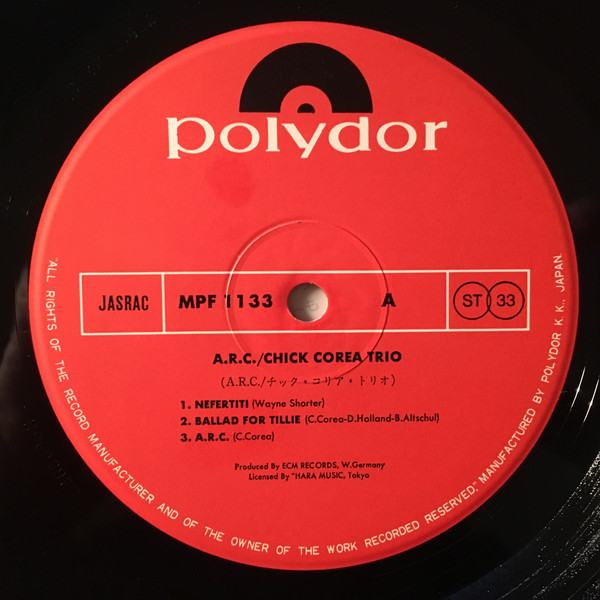 polydor
JASRAC MPF 1133 A ST 33
A.R.C./CHICK COREA TRIO
(A.R.C./チック・コリア・トリオ)
1. NEFERTITI (Wayne Shorter)
2. BALLAD FOR TILLIE (C.Corea-D.Holland-B.Altschul)
3. A.R.C. (C.Corea)
Produced By ECM RECORDS, W.Germany
Licensed By "HARA MUSIC, Tokyo
"ALL RIGHTS OF THE RECORD MANUFACTURER AND OF THE OWNER OF THE WORK RECORDED RESERVED." MANUFACTURED BY POLYDOR K.K., JAPAN